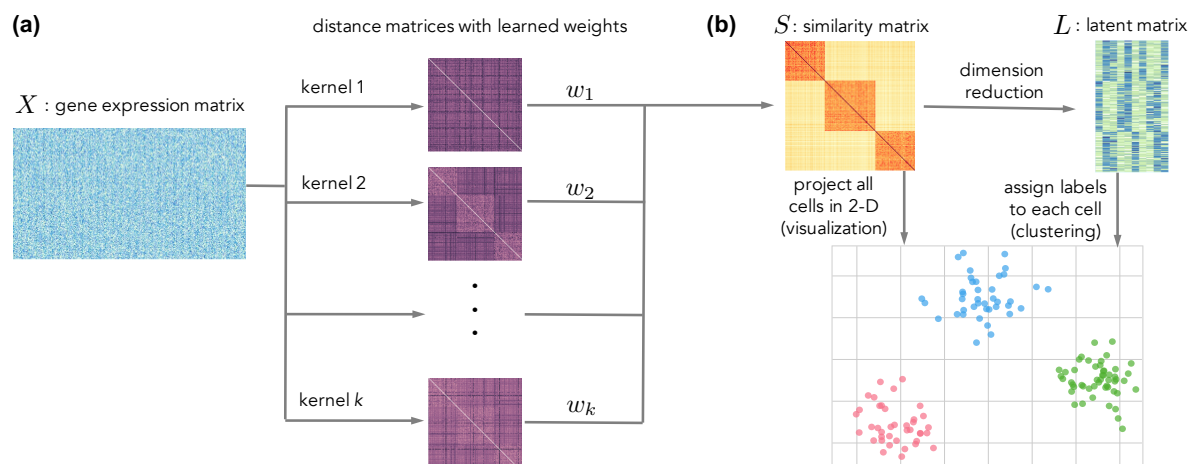 (a)
distance matrices with learned weights
X : gene expression matrix
kernel 1
w₁
kernel 2
w₂
kernel k
wₖ
(b)
S : similarity matrix
L : latent matrix
dimension
reduction
project all
cells in 2-D
(visualization)
assign labels
to each cell
(clustering)